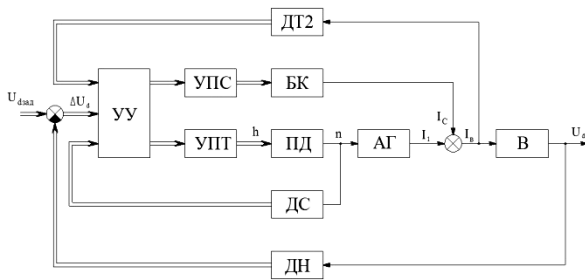 ДТ2
U_dзад
ΔU_d
УУ
УПС
БК
I_C
УПТ
h
ПД
n
АГ
I_1
I_В
В
U_d
ДС
ДН